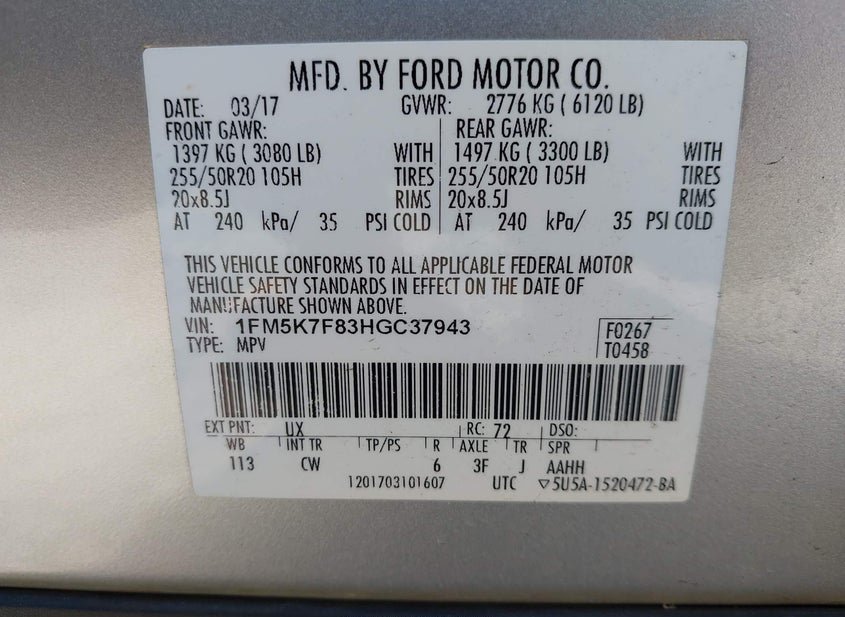 MFD. BY FORD MOTOR CO.
DATE: 03/17 GVWR: 2776 KG ( 6120 LB)
FRONT GAWR: REAR GAWR:
1397 KG ( 3080 LB) WITH 1497 KG ( 3300 LB) WITH
255/50R20 105H TIRES 255/50R20 105H TIRES
20x8.5J RIMS 20x8.5J RIMS
AT 240 kPa/ 35 PSI COLD AT 240 kPa/ 35 PSI COLD
THIS VEHICLE CONFORMS TO ALL APPLICABLE FEDERAL MOTOR
VEHICLE SAFETY STANDARDS IN EFFECT ON THE DATE OF
MANUFACTURE SHOWN ABOVE.
VIN: 1FM5K7F83HGC37943 F0267
TYPE: MPV T0458
EXT PNT: UX RC: 72 DSO:
WB INT TR TP/PS R AXLE TR SPR
113 CW 6 3F J AAHH
1201703101607 UTC ▽5U5A-1520472-BA